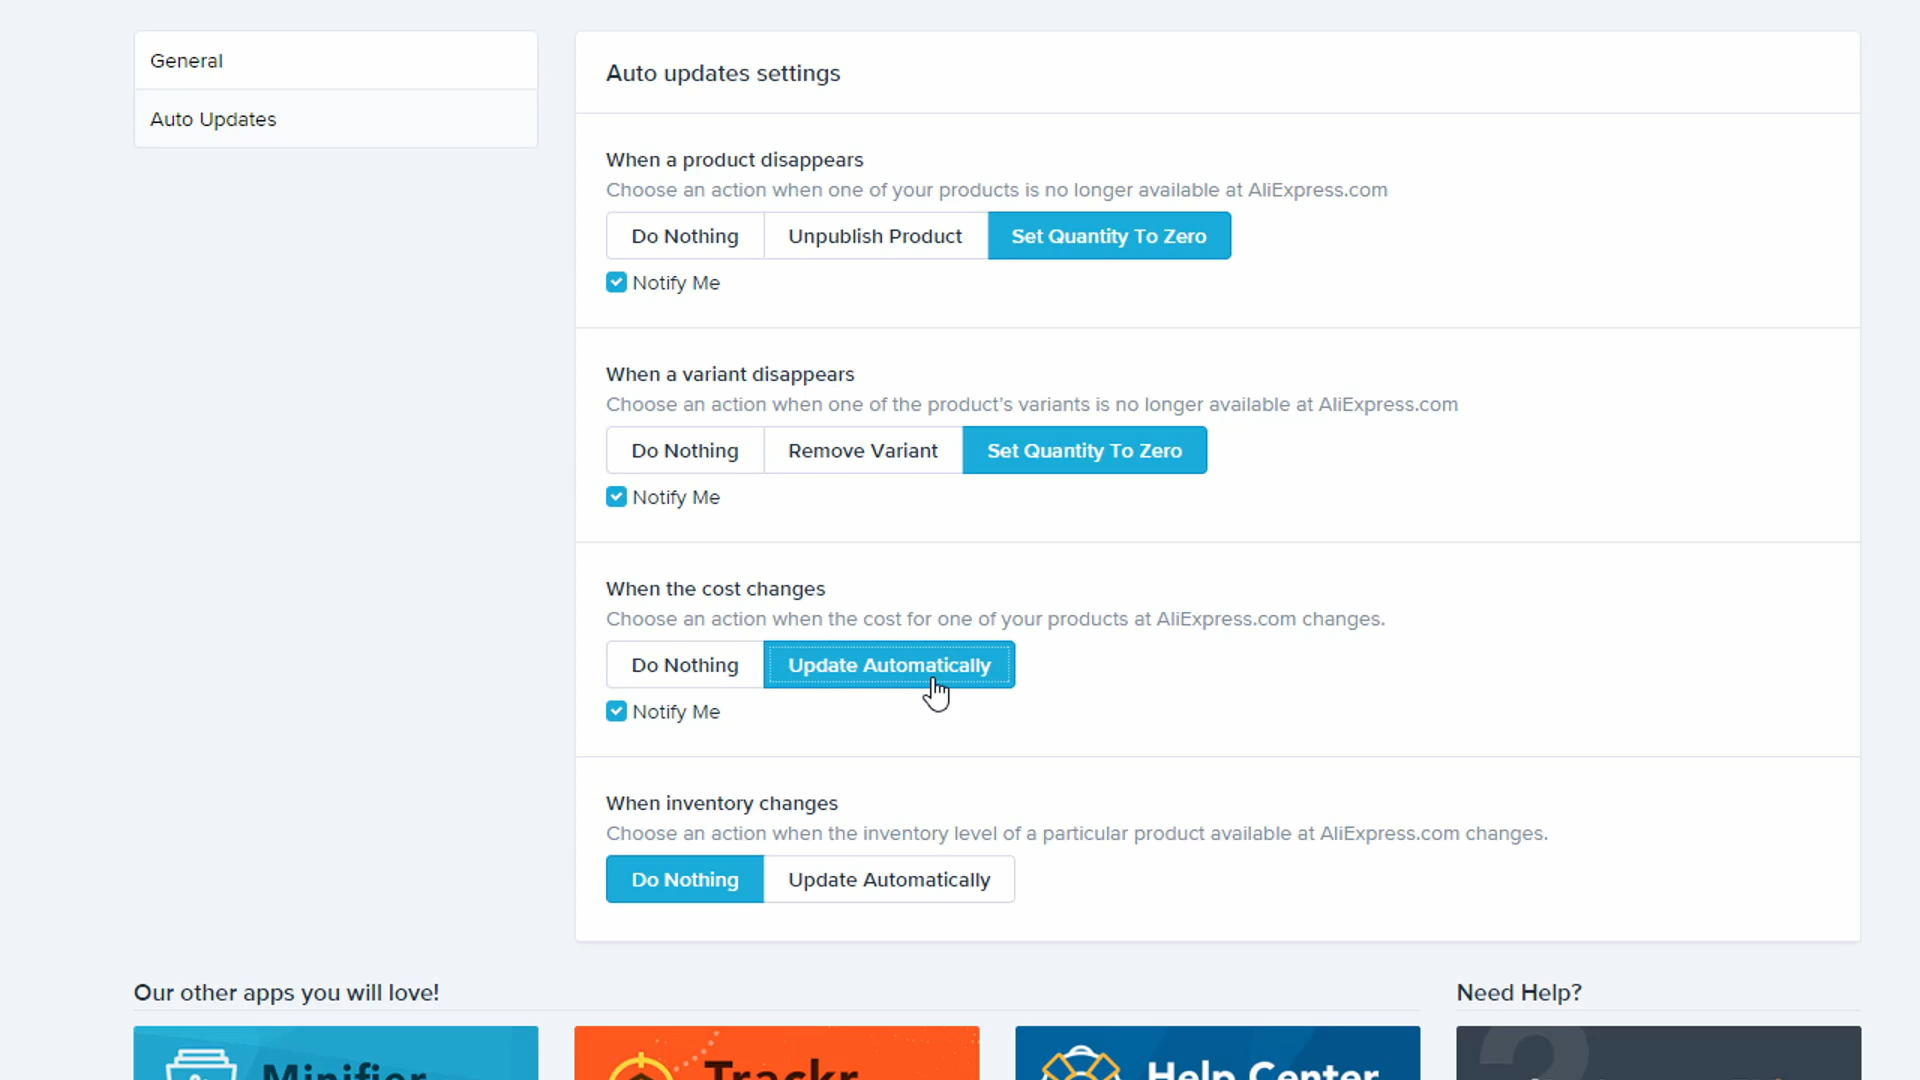 General
Auto Updates
Auto updates settings
When a product disappears
Choose an action when one of your products is no longer available at AliExpress.com
Do Nothing Unpublish Product Set Quantity To Zero
Notify Me
When a variant disappears
Choose an action when one of the product's variants is no longer available at AliExpress.com
Do Nothing Remove Variant Set Quantity To Zero
Notify Me
When the cost changes
Choose an action when the cost for one of your products at AliExpress.com changes.
Do Nothing Update Automatically
Notify Me
When inventory changes
Choose an action when the inventory level of a particular product available at AliExpress.com changes.
Do Nothing Update Automatically
Our other apps you will love!
Need Help?
Minifier
Trackr
Help Center